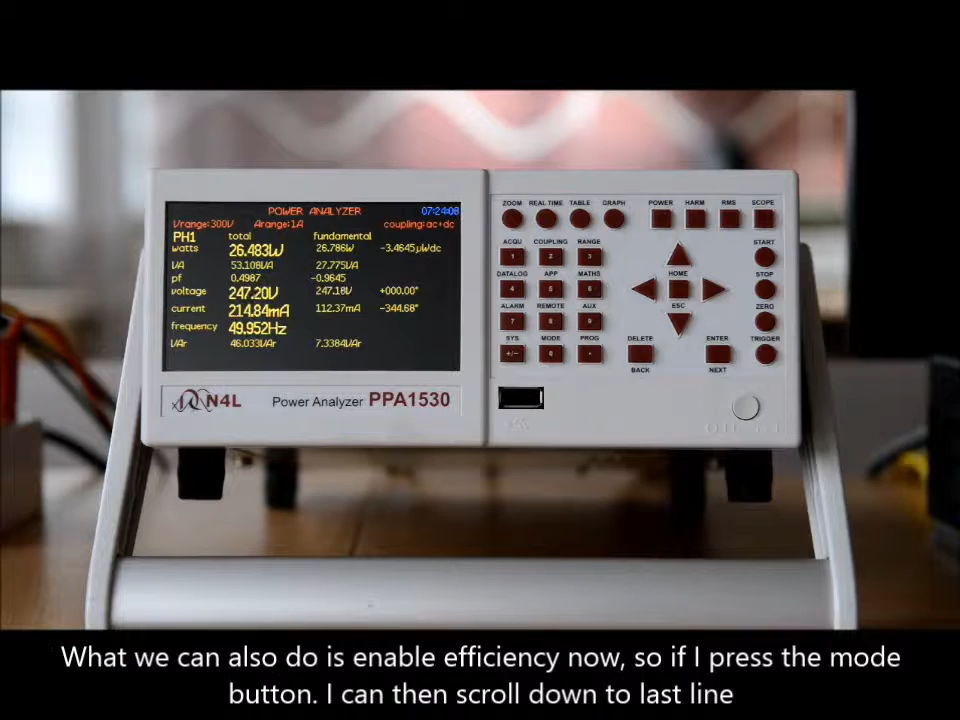 POWER ANALYZER 07:24:08
Vrange:300V Arange:1A coupling:ac+dc
PH1 total fundamental
watts 26.483W 26.786W -3.4645µWdc
VA 53.108VA 27.775VA
pf 0.4987 -0.9645
voltage 247.20V 247.18V +000.00°
current 214.84mA 112.37mA -344.68°
frequency 49.952Hz
VAr 46.033VAr 7.3384VAr
N4L Power Analyzer PPA1530
ZOOM REAL TIME TABLE GRAPH POWER HARM RMS SCOPE
ACQU COUPLING RANGE START
1 2 3
HOME
DATALOG APP MATHS STOP
4 5 6
ESC
ALARM REMOTE AUX ZERO
7 8 9
SYS MODE PROG DELETE ENTER TRIGGER
+/- 0 .
BACK NEXT
What we can also do is enable efficiency now, so if I press the mode
button. I can then scroll down to last line